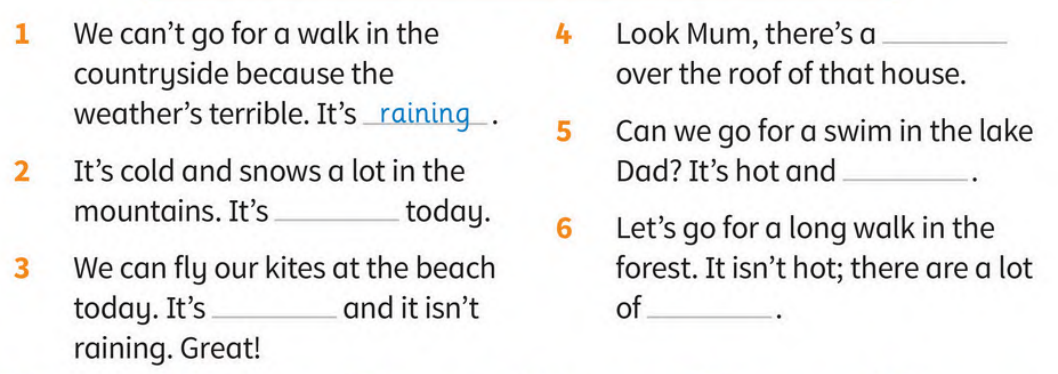 1 We can't go for a walk in the
countryside because the
weather's terrible. It's raining.
2 It's cold and snows a lot in the
mountains. It's ________ today.
3 We can fly our kites at the beach
today. It's ________ and it isn't
raining. Great!
4 Look Mum, there's a ________
over the roof of that house.
5 Can we go for a swim in the lake
Dad? It's hot and ________.
6 Let's go for a long walk in the
forest. It isn't hot; there are a lot
of ________.